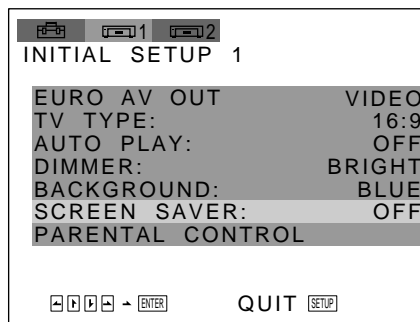 1 2
INITIAL SETUP 1
EURO AV OUT VIDEO
TV TYPE: 16:9
AUTO PLAY: OFF
DIMMER: BRIGHT
BACKGROUND: BLUE
SCREEN SAVER: OFF
PARENTAL CONTROL
ENTER QUIT SETUP